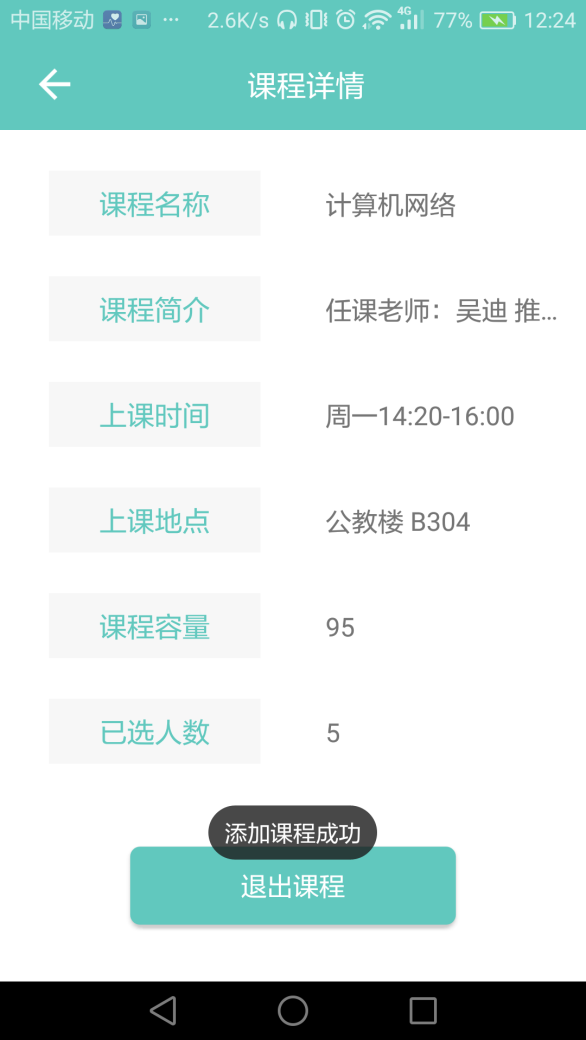 中国移动 ... 2.6K/s 4G 77% 12:24
课程详情
课程名称 计算机网络
课程简介 任课老师：吴迪 推...
上课时间 周一14:20-16:00
上课地点 公教楼 B304
课程容量 95
已选人数 5
添加课程成功
退出课程